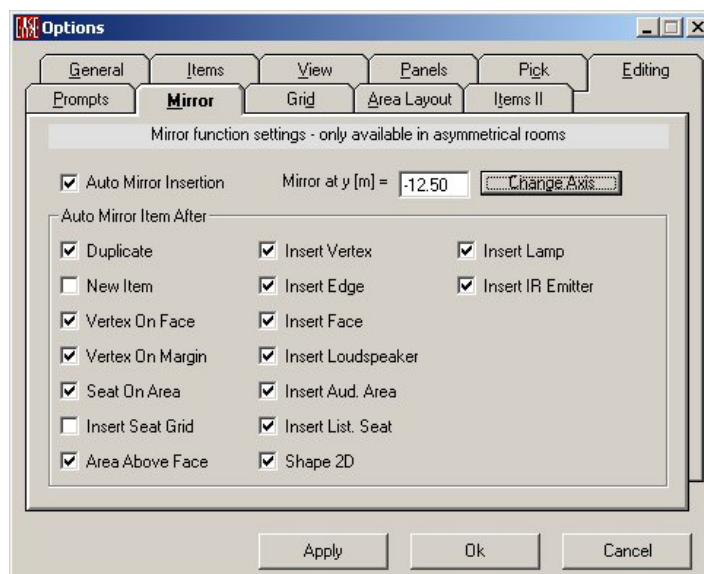 EASE Options
General Items View Panels Pick Editing
Prompts Mirror Grid Area Layout Items II
Mirror function settings - only available in asymmetrical rooms
Auto Mirror Insertion Mirror at y [m] = -12.50 Change Axis
Auto Mirror Item After
Duplicate Insert Vertex Insert Lamp
New Item Insert Edge Insert IR Emitter
Vertex On Face Insert Face
Vertex On Margin Insert Loudspeaker
Seat On Area Insert Aud. Area
Insert Seat Grid Insert List. Seat
Area Above Face Shape 2D
Apply Ok Cancel